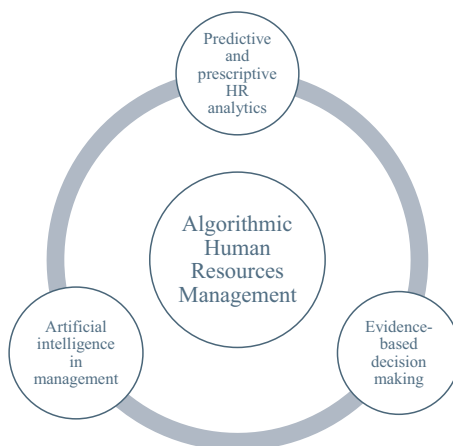 Predictive
and
prescriptive
HR
analytics
Algorithmic
Human
Resources
Management
Artificial
intelligence
in
management
Evidence-
based
decision
making